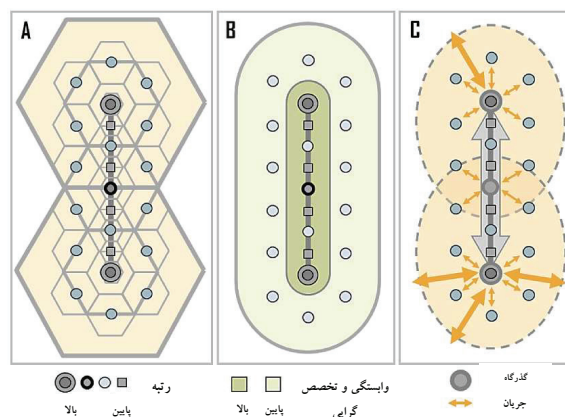 A
B
C
رتبه
پایین
بالا
وابستگی و تخصص
گرایی
پایین
بالا
گذرگاه
جریان